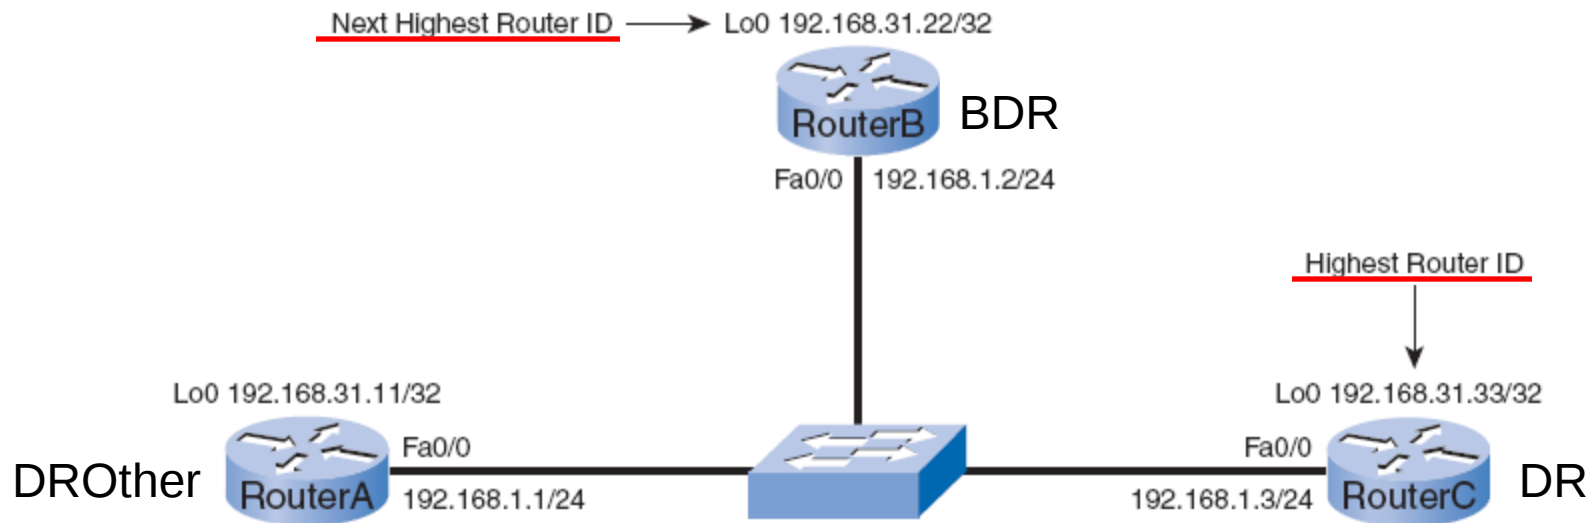 Next Highest Router ID
Lo0 192.168.31.22/32
RouterB
BDR
Fa0/0
192.168.1.2/24
Highest Router ID
Lo0 192.168.31.11/32
Lo0 192.168.31.33/32
Fa0/0
Fa0/0
DROther
RouterA
RouterC
DR
192.168.1.1/24
192.168.1.3/24